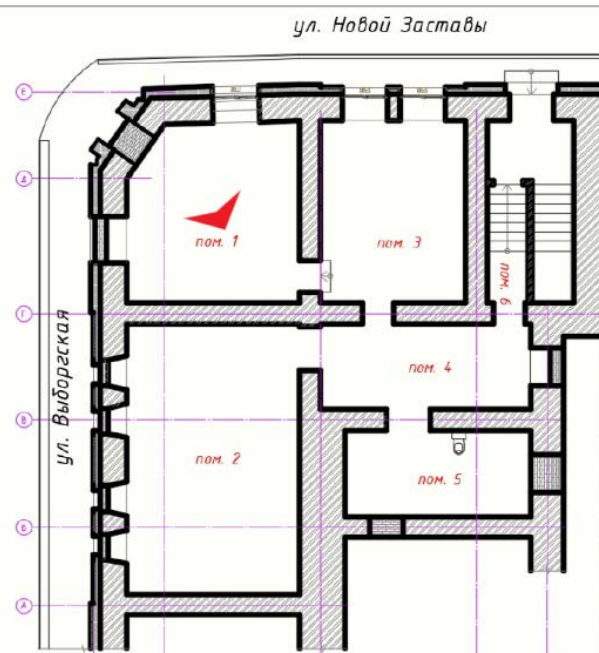 ул. Новой Заставы
Е
Д
пом. 1
пом. 3
пом. 6
Г
ул. Выборгская
пом. 4
В
пом. 2
пом. 5
Б
А